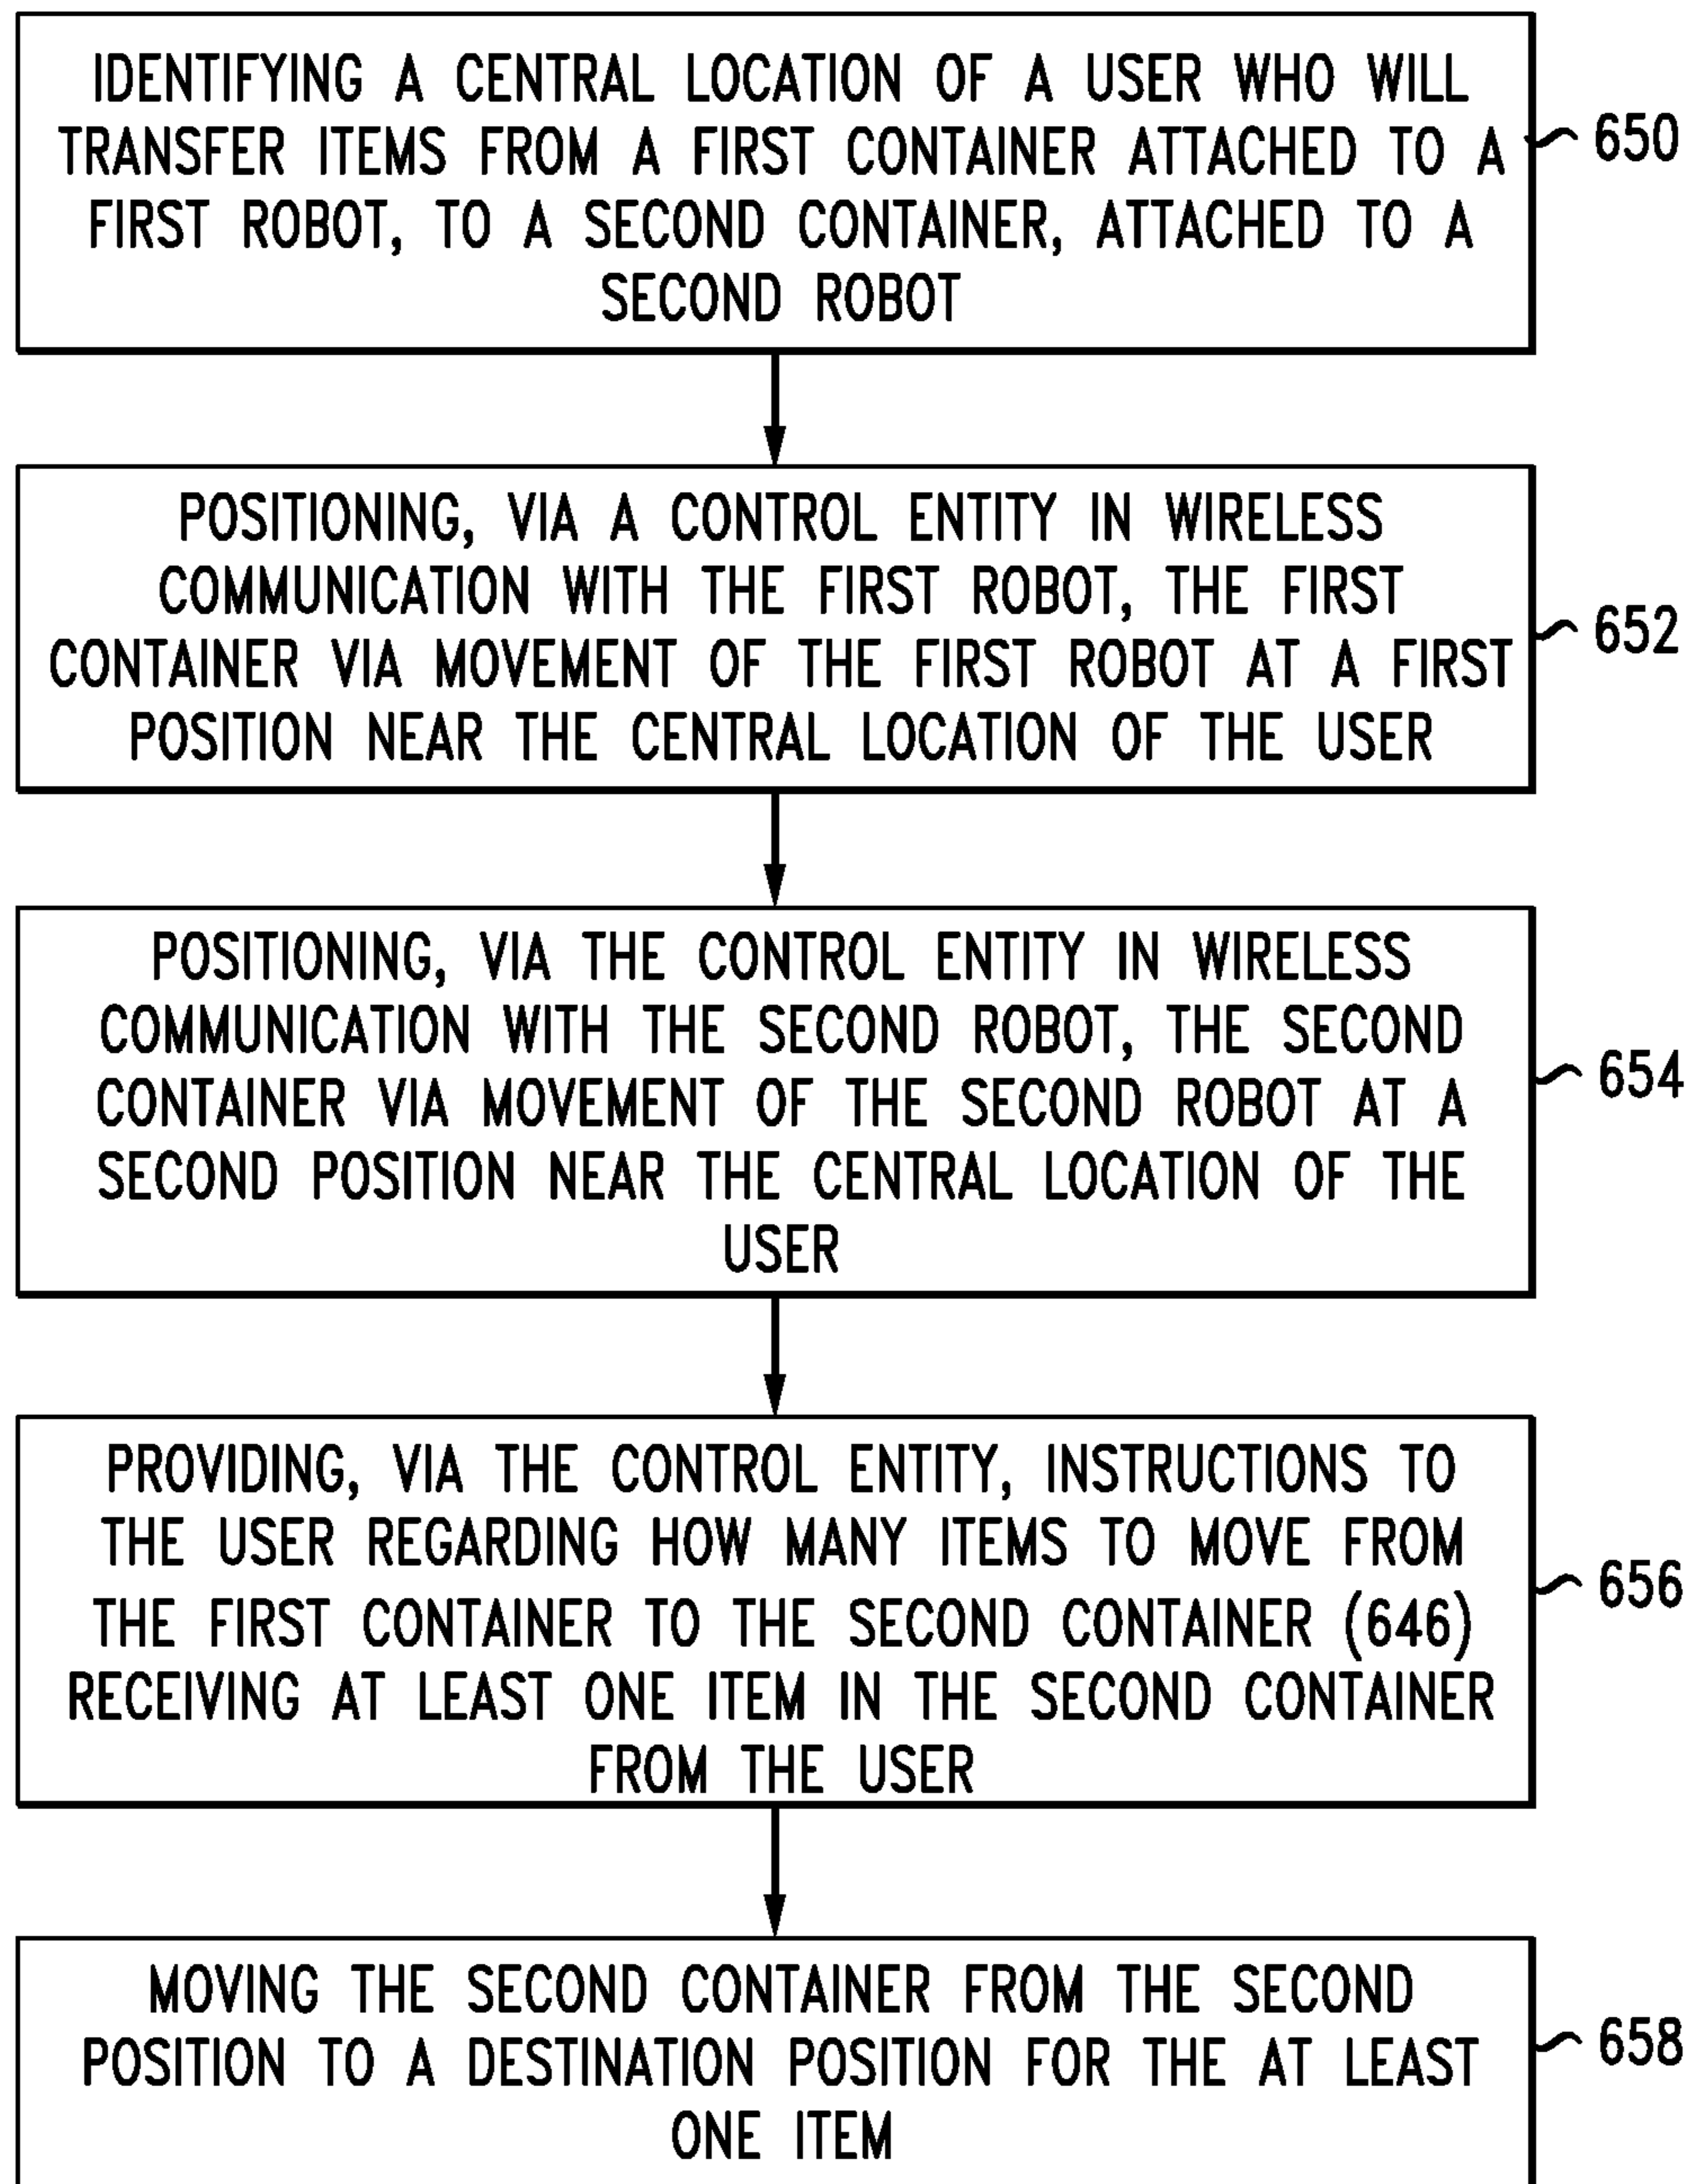 IDENTIFYING A CENTRAL LOCATION OF A USER WHO WILL
TRANSFER ITEMS FROM A FIRST CONTAINER ATTACHED TO A
FIRST ROBOT, TO A SECOND CONTAINER, ATTACHED TO A
SECOND ROBOT
650
POSITIONING, VIA A CONTROL ENTITY IN WIRELESS
COMMUNICATION WITH THE FIRST ROBOT, THE FIRST
CONTAINER VIA MOVEMENT OF THE FIRST ROBOT AT A FIRST
POSITION NEAR THE CENTRAL LOCATION OF THE USER
652
POSITIONING, VIA THE CONTROL ENTITY IN WIRELESS
COMMUNICATION WITH THE SECOND ROBOT, THE SECOND
CONTAINER VIA MOVEMENT OF THE SECOND ROBOT AT A
SECOND POSITION NEAR THE CENTRAL LOCATION OF THE
USER
654
PROVIDING, VIA THE CONTROL ENTITY, INSTRUCTIONS TO
THE USER REGARDING HOW MANY ITEMS TO MOVE FROM
THE FIRST CONTAINER TO THE SECOND CONTAINER (646)
RECEIVING AT LEAST ONE ITEM IN THE SECOND CONTAINER
FROM THE USER
656
MOVING THE SECOND CONTAINER FROM THE SECOND
POSITION TO A DESTINATION POSITION FOR THE AT LEAST
ONE ITEM
658